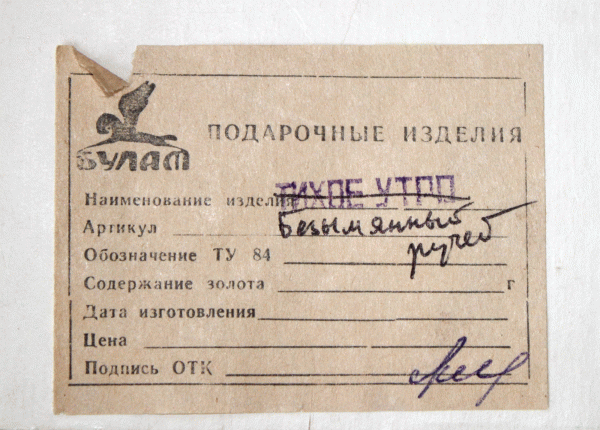 БУЛАТ
ПОДАРОЧНЫЕ ИЗДЕЛИЯ
Наименование изделия ТИХОЕ УТРО
Артикул Безымянный
ручей
Обозначение ТУ 84
Содержание золота г
Дата изготовления
Цена
Подпись ОТК